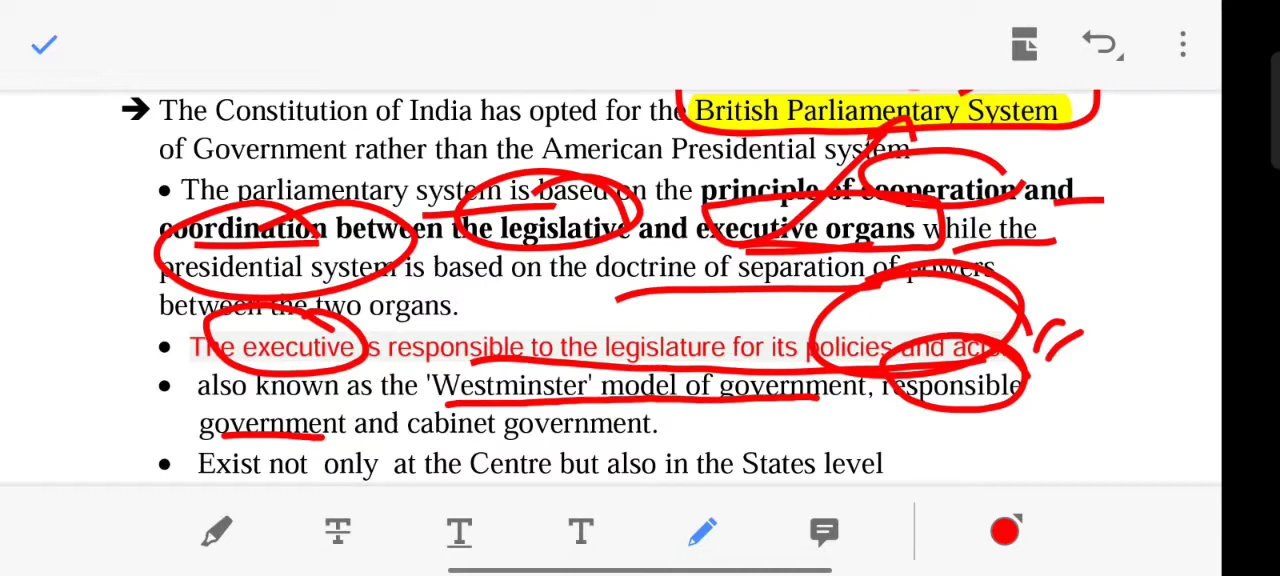 ➔ The Constitution of India has opted for the British Parliamentary System
of Government rather than the American Presidential system
• The parliamentary system is based on the principle of cooperation and
coordination between the legislative and executive organs while the
presidential system is based on the doctrine of separation of powers
between the two organs.
• The executive is responsible to the legislature for its policies and acts
• also known as the 'Westminster' model of government, responsible
government and cabinet government.
• Exist not only at the Centre but also in the States level